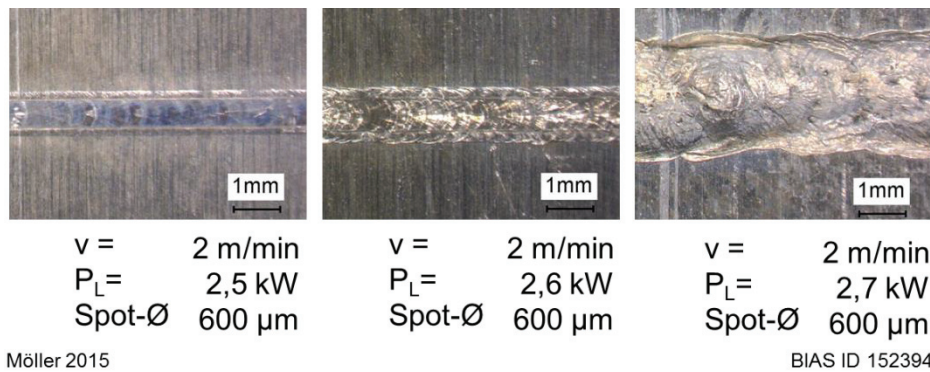 1mm
1mm
1mm
v = 2 m/min
P_L= 2,5 kW
Spot-Ø 600 µm
v = 2 m/min
P_L= 2,6 kW
Spot-Ø 600 µm
v = 2 m/min
P_L= 2,7 kW
Spot-Ø 600 µm
Möller 2015
BIAS ID 152394